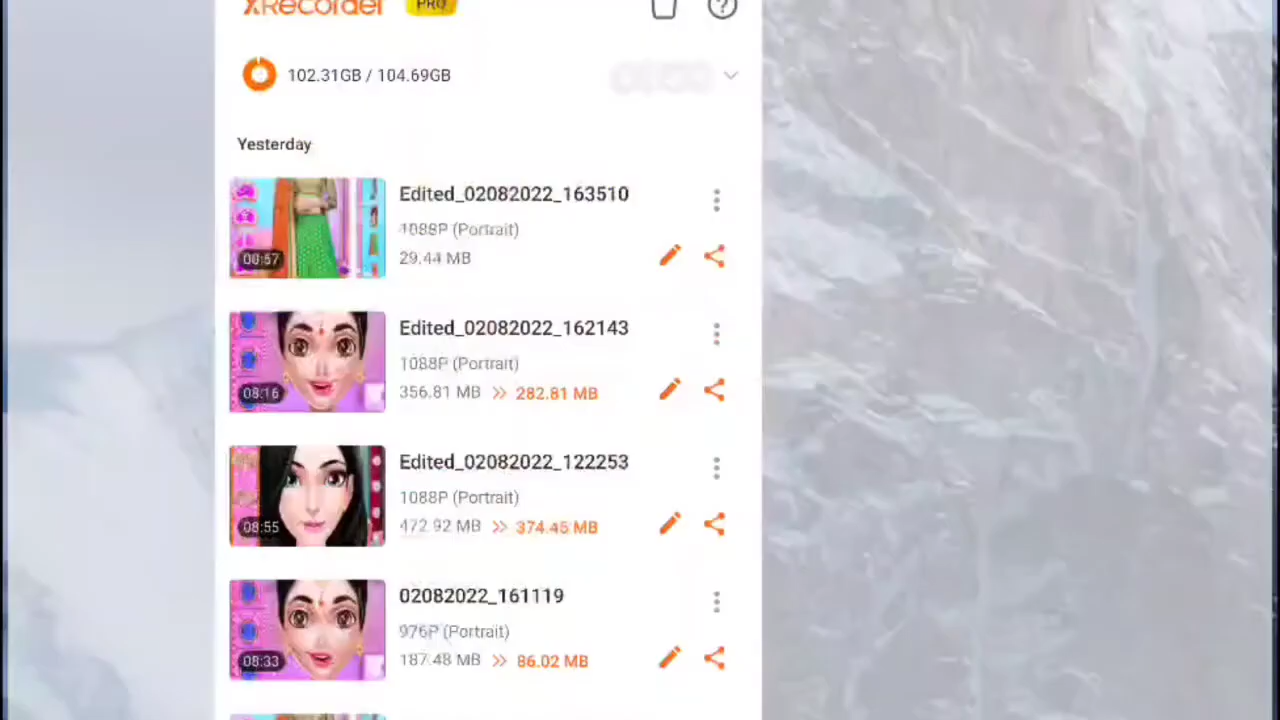 XRecorder PRO
102.31GB / 104.69GB
Yesterday
Edited_02082022_163510
1088P (Portrait)
00:57
29.44 MB
Edited_02082022_162143
1088P (Portrait)
08:16
356.81 MB >> 282.81 MB
Edited_02082022_122253
1088P (Portrait)
08:55
472.92 MB >> 374.45 MB
02082022_161119
976P (Portrait)
08:33
187.48 MB >> 86.02 MB